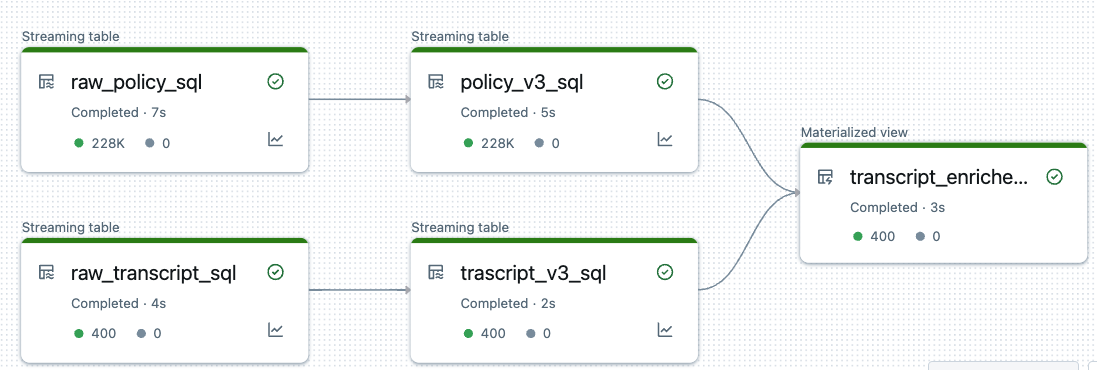 Streaming table
raw_policy_sql
Completed · 7s
228K 0
Streaming table
policy_v3_sql
Completed · 5s
228K 0
Materialized view
transcript_enriche...
Completed · 3s
400 0
Streaming table
raw_transcript_sql
Completed · 4s
400 0
Streaming table
trascript_v3_sql
Completed · 2s
400 0